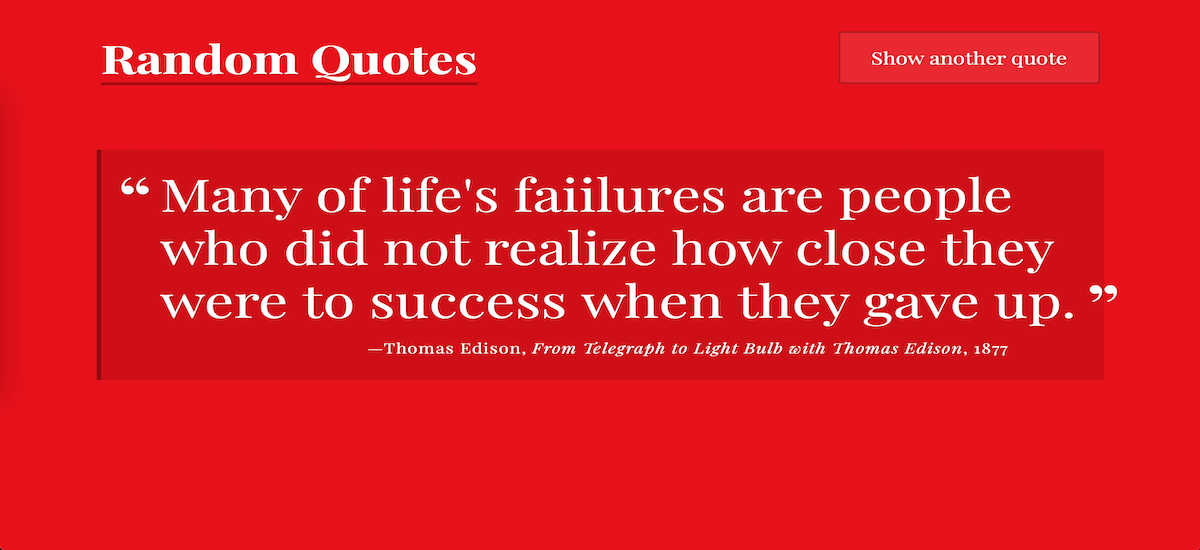 Random Quotes
Show another quote
“ Many of life's faiilures are people
who did not realize how close they
were to success when they gave up. ”
—Thomas Edison, From Telegraph to Light Bulb with Thomas Edison, 1877